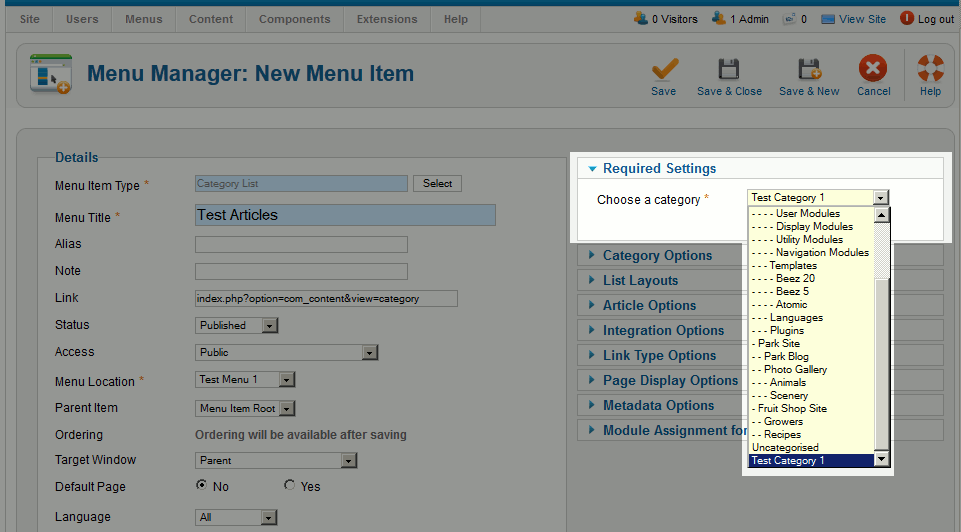 Site Users Menus Content Components Extensions Help 0 Visitors 1 Admin 0 View Site Log out
Menu Manager: New Menu Item
Save Save & Close Save & New Cancel Help
Details
Menu Item Type * Category List Select
Menu Title * Test Articles
Alias
Note
Link index.php?option=com_content&view=category
Status Published
Access Public
Menu Location * Test Menu 1
Parent Item Menu Item Root
Ordering Ordering will be available after saving
Target Window Parent
Default Page No Yes
Language All
Required Settings
Choose a category * Test Category 1
- - - - User Modules
- - - - Display Modules
- - - - Utility Modules
- - - - Navigation Modules
- - - Templates
- - - - Beez 20
- - - - Beez 5
- - - - Atomic
- - - Languages
- - - Plugins
- Park Site
- - Park Blog
- - Photo Gallery
- - - Animals
- - - Scenery
- Fruit Shop Site
- - Growers
- - Recipes
Uncategorised
Test Category 1
Category Options
List Layouts
Article Options
Integration Options
Link Type Options
Page Display Options
Metadata Options
Module Assignment for